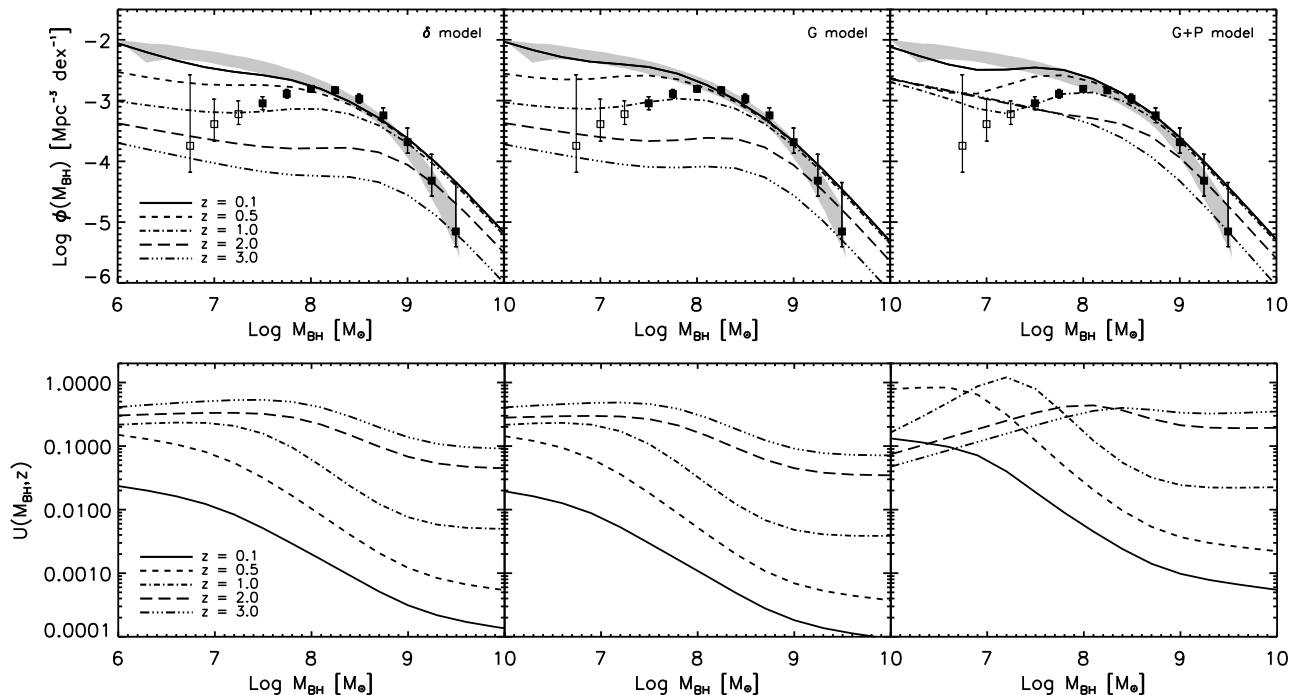 δ model
G model
G+P model
Log ϕ(M_BH) [Mpc⁻³ dex⁻¹]
-2
-3
-4
-5
-6
z = 0.1
z = 0.5
z = 1.0
z = 2.0
z = 3.0
6 7 8 9 10
7 8 9 10
7 8 9 10
Log M_BH [M_⊙]
Log M_BH [M_⊙]
Log M_BH [M_⊙]
U(M_BH,z)
1.0000
0.1000
0.0100
0.0010
0.0001
z = 0.1
z = 0.5
z = 1.0
z = 2.0
z = 3.0
6 7 8 9 10
7 8 9 10
7 8 9 10
Log M_BH [M_⊙]
Log M_BH [M_⊙]
Log M_BH [M_⊙]